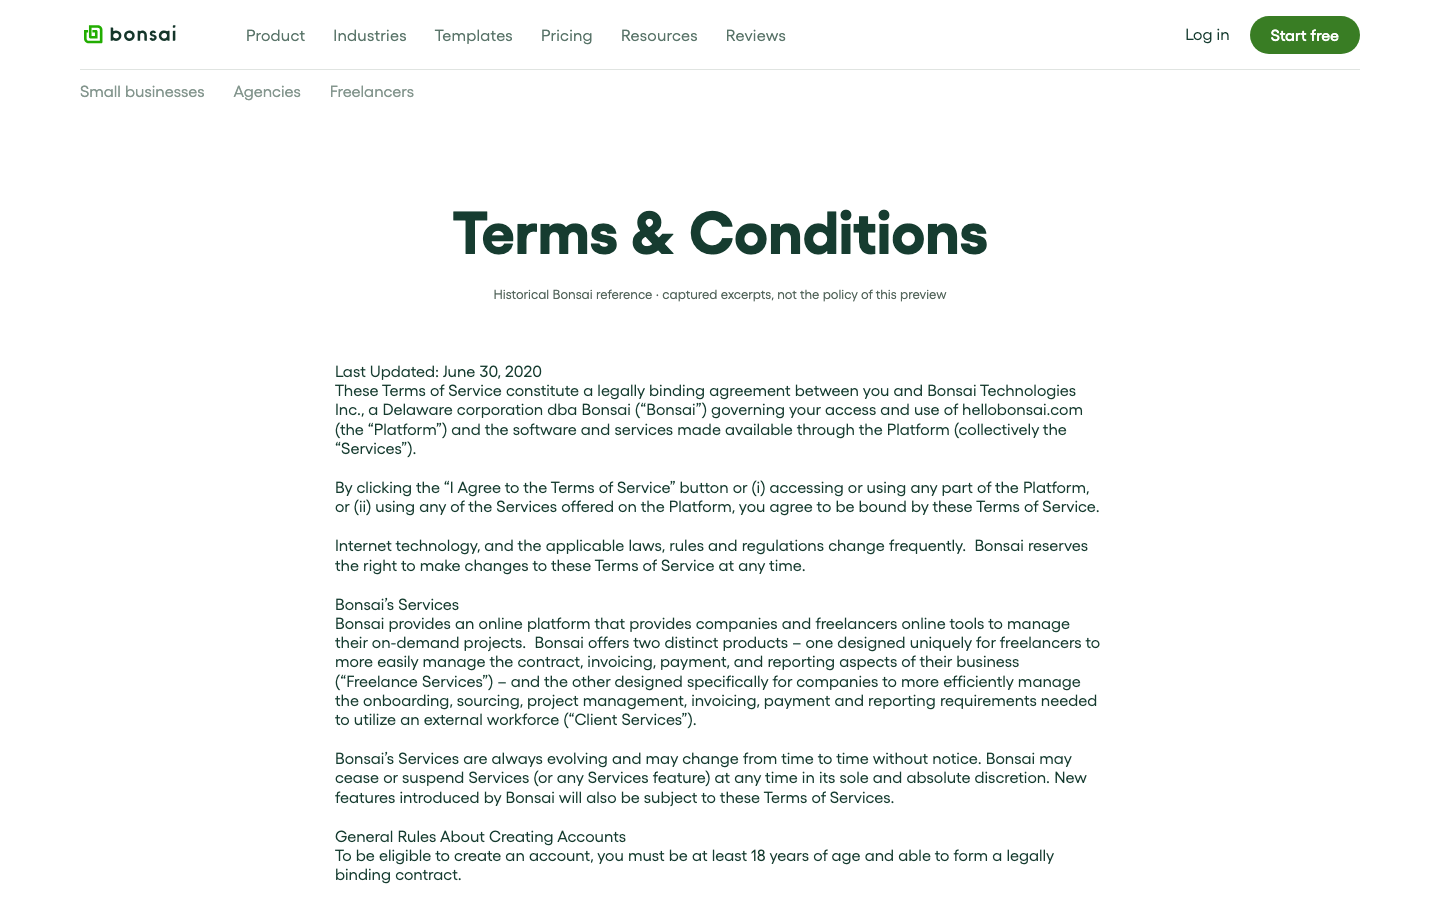 bonsai
Product Industries Templates Pricing Resources Reviews
Log in
Start free
Small businesses Agencies Freelancers
Terms & Conditions
Historical Bonsai reference · captured excerpts, not the policy of this preview
Last Updated: June 30, 2020
These Terms of Service constitute a legally binding agreement between you and Bonsai Technologies
Inc., a Delaware corporation dba Bonsai (“Bonsai”) governing your access and use of hellobonsai.com
(the “Platform”) and the software and services made available through the Platform (collectively the
“Services”).
By clicking the “I Agree to the Terms of Service” button or (i) accessing or using any part of the Platform,
or (ii) using any of the Services offered on the Platform, you agree to be bound by these Terms of Service.
Internet technology, and the applicable laws, rules and regulations change frequently.  Bonsai reserves
the right to make changes to these Terms of Service at any time.
Bonsai’s Services
Bonsai provides an online platform that provides companies and freelancers online tools to manage
their on-demand projects.  Bonsai offers two distinct products – one designed uniquely for freelancers to
more easily manage the contract, invoicing, payment, and reporting aspects of their business
(“Freelance Services”) – and the other designed specifically for companies to more efficiently manage
the onboarding, sourcing, project management, invoicing, payment and reporting requirements needed
to utilize an external workforce (“Client Services”).
Bonsai’s Services are always evolving and may change from time to time without notice. Bonsai may
cease or suspend Services (or any Services feature) at any time in its sole and absolute discretion. New
features introduced by Bonsai will also be subject to these Terms of Services.
General Rules About Creating Accounts
To be eligible to create an account, you must be at least 18 years of age and able to form a legally
binding contract.